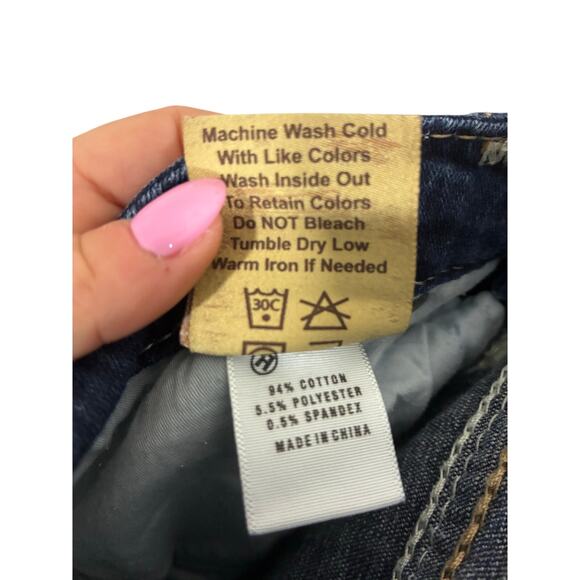 Machine Wash Cold
With Like Colors
Wash Inside Out
To Retain Colors
Do NOT Bleach
Tumble Dry Low
Warm Iron If Needed
30C
H
94% COTTON
5.5% POLYESTER
0.5% SPANDEX
MADE IN CHINA